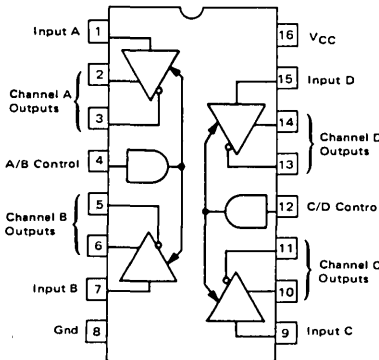 Input A
1
2
Channel A
Outputs
3
A/B Control
4
5
Channel B
Outputs
6
Input B
7
Gnd
8
16
VCC
15
Input D
14
Channel D
Outputs
13
12
C/D Contro
11
Channel C
Outputs
10
9
Input C